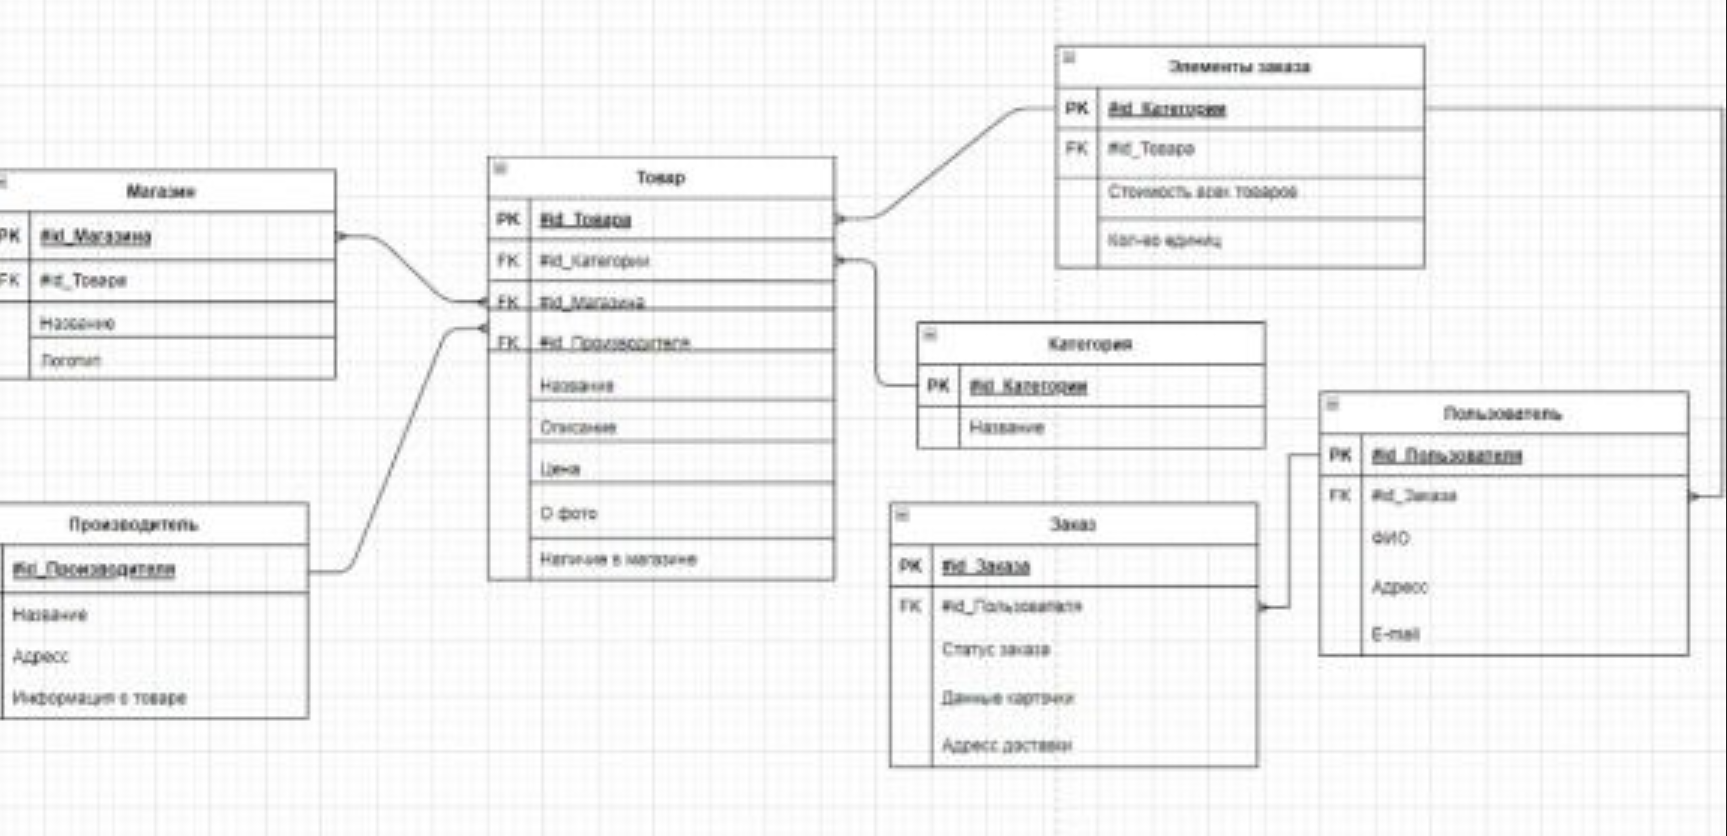 Магазин
PK #id_Магазина
FK #id_Товара
Название
Логотип
Производитель
#id_Производителя
Название
Адресс
Информация о товаре
Товар
PK #id_Товара
FK #id_Категории
FK #id_Магазина
FK #id_Производителя
Название
Описание
Цена
О фото
Наличие в магазине
Элементы заказа
PK #id_Категории
FK #id_Товара
Стоимость всех товаров
Кол-во единиц
Категория
PK #id_Категории
Название
Заказ
PK #id_Заказа
FK #id_Пользователя
Статус заказа
Данные карточки
Адресс доставки
Пользователь
PK #id_Пользователя
FK #id_Заказа
ФИО
Адресс
E-mail